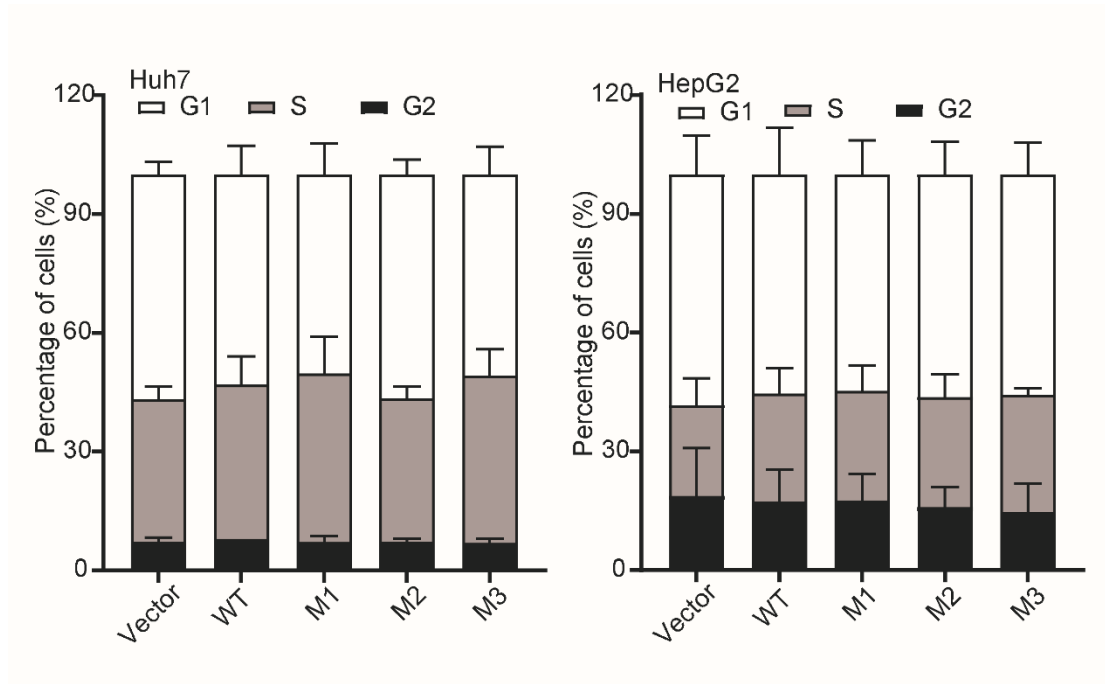 Huh7
G1 S G2
Percentage of cells (%)
120
90
60
30
0
Vector WT M1 M2 M3
HepG2
G1 S G2
Percentage of cells (%)
120
90
60
30
0
Vector WT M1 M2 M3